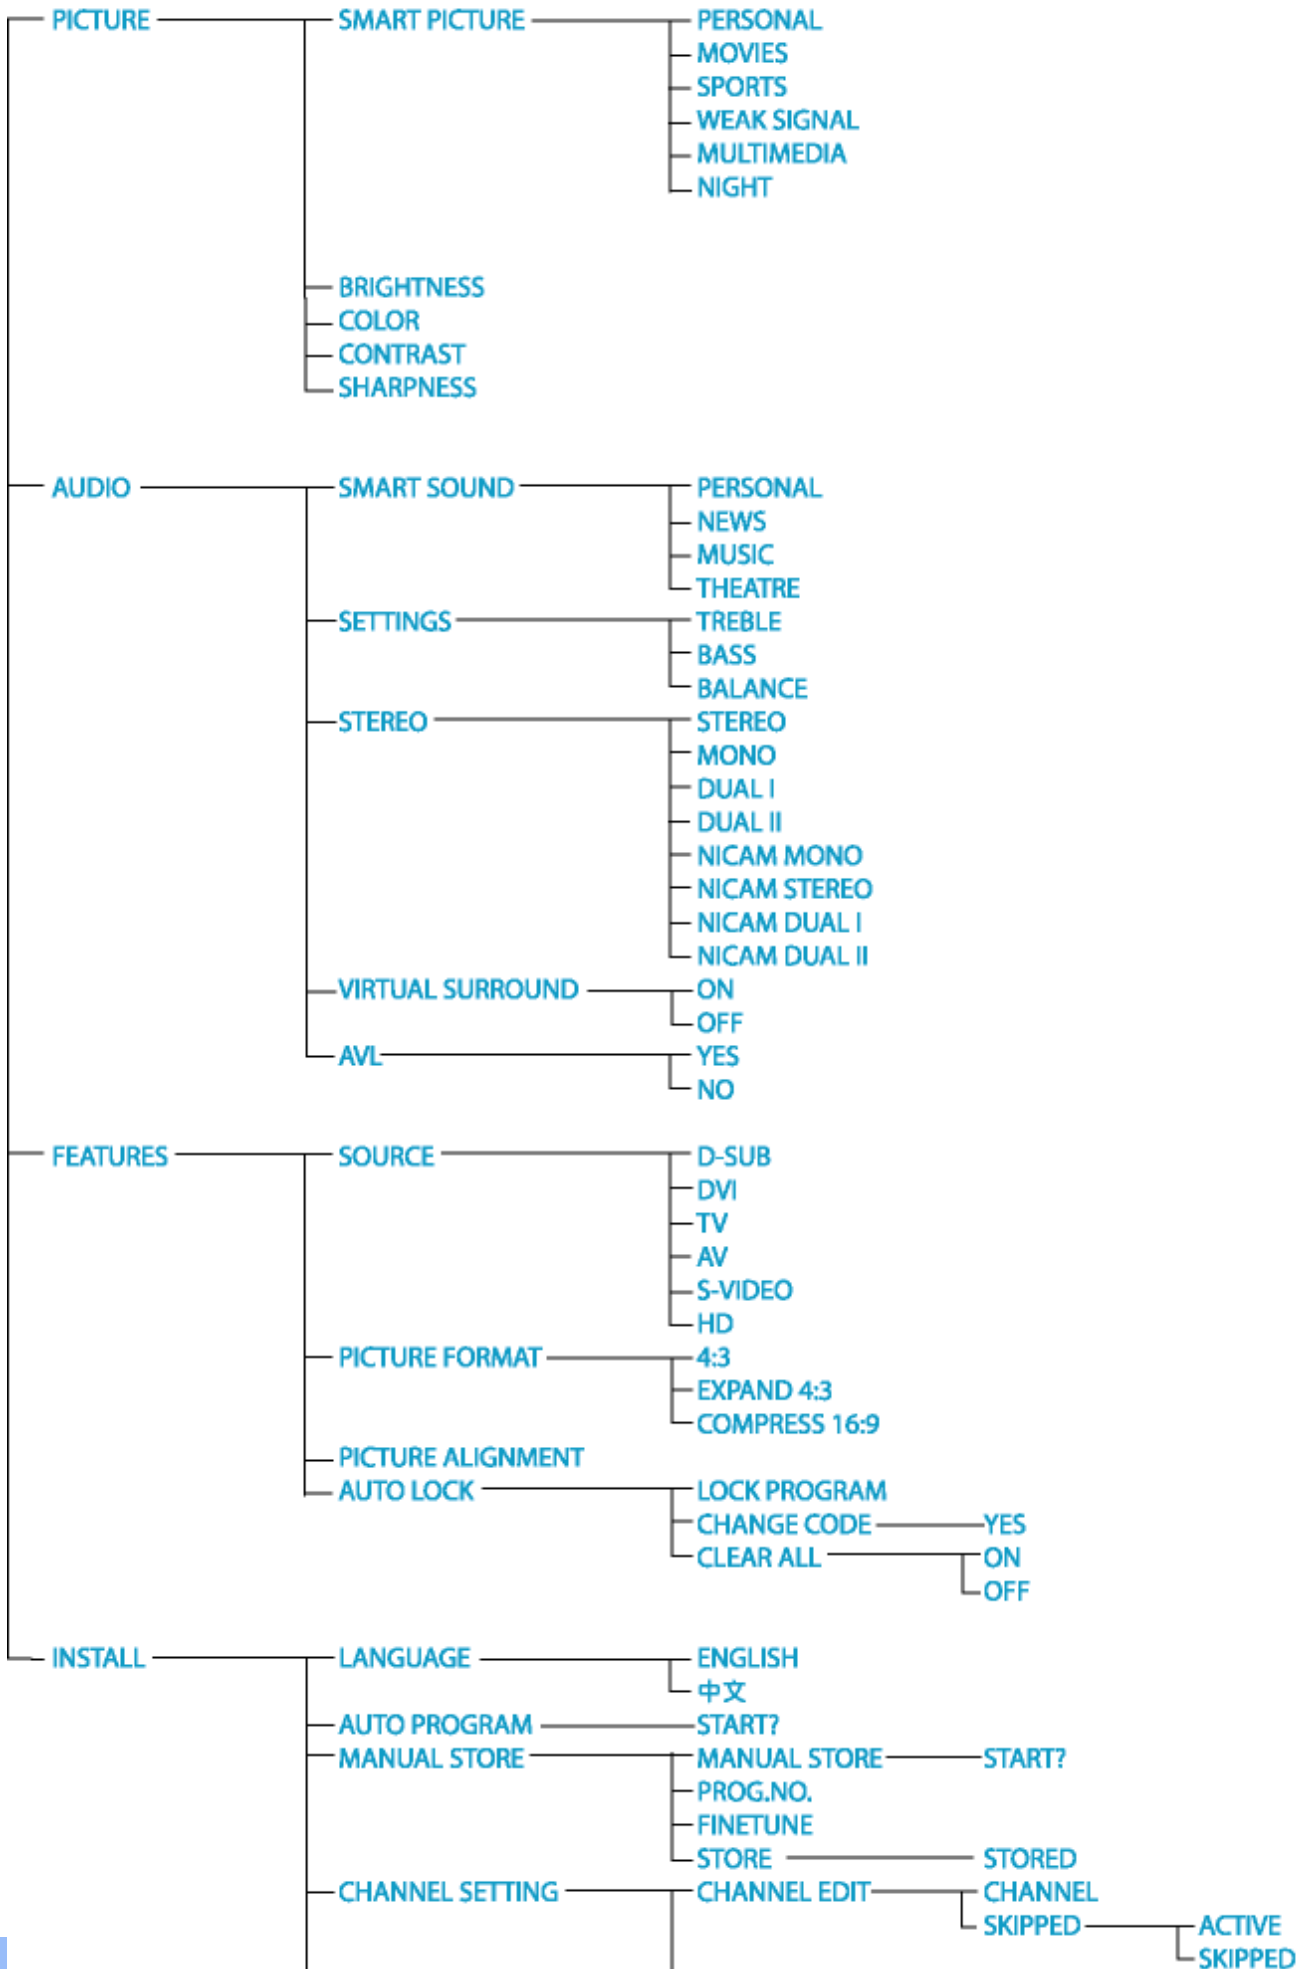 PICTURE SMART PICTURE PERSONAL
MOVIES
SPORTS
WEAK SIGNAL
MULTIMEDIA
NIGHT
BRIGHTNESS
COLOR
CONTRAST
SHARPNESS
AUDIO SMART SOUND PERSONAL
NEWS
MUSIC
THEATRE
SETTINGS TREBLE
BASS
BALANCE
STEREO STEREO
MONO
DUAL I
DUAL II
NICAM MONO
NICAM STEREO
NICAM DUAL I
NICAM DUAL II
VIRTUAL SURROUND ON
OFF
AVL YES
NO
FEATURES SOURCE D-SUB
DVI
TV
AV
S-VIDEO
HD
PICTURE FORMAT 4:3
EXPAND 4:3
COMPRESS 16:9
PICTURE ALIGNMENT
AUTO LOCK LOCK PROGRAM
CHANGE CODE YES
CLEAR ALL ON
OFF
INSTALL LANGUAGE ENGLISH
中文
AUTO PROGRAM START?
MANUAL STORE MANUAL STORE START?
PROG.NO.
FINETUNE
STORE STORED
CHANNEL SETTING CHANNEL EDIT CHANNEL
SKIPPED ACTIVE
SKIPPED